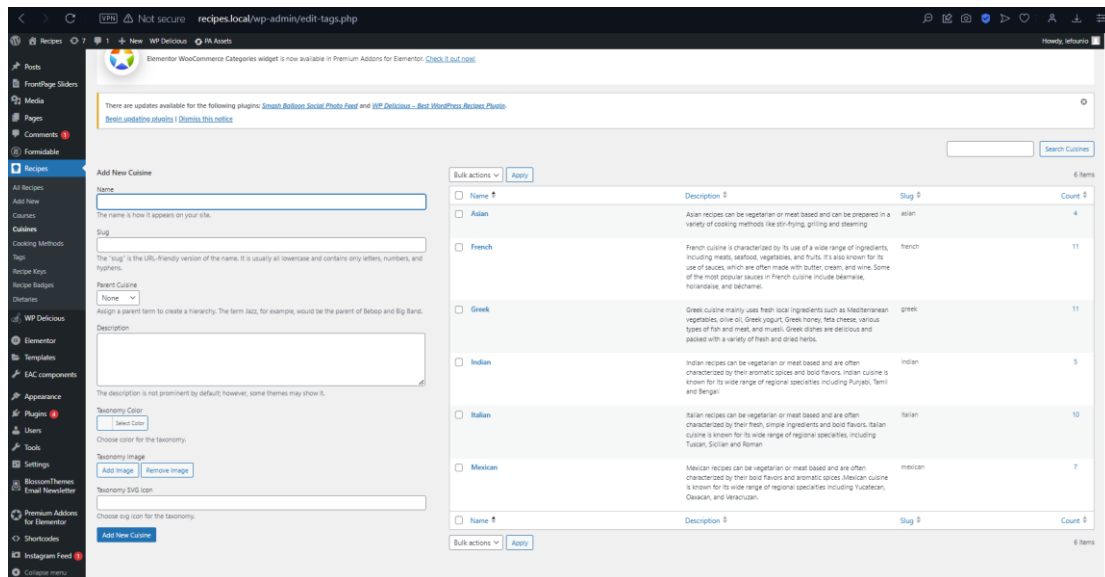 VPN Not secure recipes.local/wp-admin/edit-tags.php
Recipes 7 1 + New WP Delicious PA Assets
Howdy, lefounio
Posts
FrontPage Sliders
Media
Pages
Comments 1
Formidable
Recipes
All Recipes
Add New
Courses
Cuisines
Cooking Methods
Tags
Recipe Keys
Recipe Badges
Dietaries
WP Delicious
Elementor
Templates
EAC components
Appearance
Plugins 4
Users
Tools
Settings
BlossomThemes
Email Newsletter
Premium Addons
for Elementor
Shortcodes
Instagram Feed 1
Collapse menu
Elementor WooCommerce Categories widget is now available in Premium Addons for Elementor. Check it out now!
There are updates available for the following plugins: Smash Balloon Social Photo Feed and WP Delicious – Best WordPress Recipes Plugin.
Begin updating plugins | Dismiss this notice
Search Cuisines
Add New Cuisine
Name
The name is how it appears on your site.
Slug
The "slug" is the URL-friendly version of the name. It is usually all lowercase and contains only letters, numbers, and
hyphens.
Parent Cuisine
None
Assign a parent term to create a hierarchy. The term Jazz, for example, would be the parent of Bebop and Big Band.
Description
The description is not prominent by default; however, some themes may show it.
Taxonomy Color
Select Color
Choose color for the taxonomy.
Taxonomy Image
Add Image Remove image
Taxonomy SVG Icon
Choose svg icon for the taxonomy.
Add New Cuisine
Bulk actions Apply
6 items
Name Description Slug Count
Asian Asian recipes can be vegetarian or meat based and can be prepared in a asian 4
variety of cooking methods like stir-frying, grilling and steaming
French French cuisine is characterized by its use of a wide range of ingredients, french 11
including meats, seafood, vegetables, and fruits. It's also known for its
use of sauces, which are often made with butter, cream, and wine. Some
of the most popular sauces in French cuisine include béarnaise,
hollandaise, and béchamel.
Greek Greek cuisine mainly uses fresh local ingredients such as Mediterranean greek 11
vegetables, olive oil, Greek yogurt, Greek honey, feta cheese, various
types of fish and meat, and muesli. Greek dishes are delicious and
packed with a variety of fresh and dried herbs.
Indian Indian recipes can be vegetarian or meat based and are often indian 5
characterized by their aromatic spices and bold flavors. Indian cuisine is
known for its wide range of regional specialties including Punjabi, Tamil
and Bengali
Italian Italian recipes can be vegetarian or meat based and are often italian 10
characterized by their fresh, simple ingredients and bold flavors. Italian
cuisine is known for its wide range of regional specialties, including
Tuscan, Sicilian and Roman
Mexican Mexican recipes can be vegetarian or meat based and are often mexican 7
characterized by their bold flavors and aromatic spices .Mexican cuisine
is known for its wide range of regional specialties including Yucatecan,
Oaxacan, and Veracruzan.
Name Description Slug Count
Bulk actions Apply
6 items